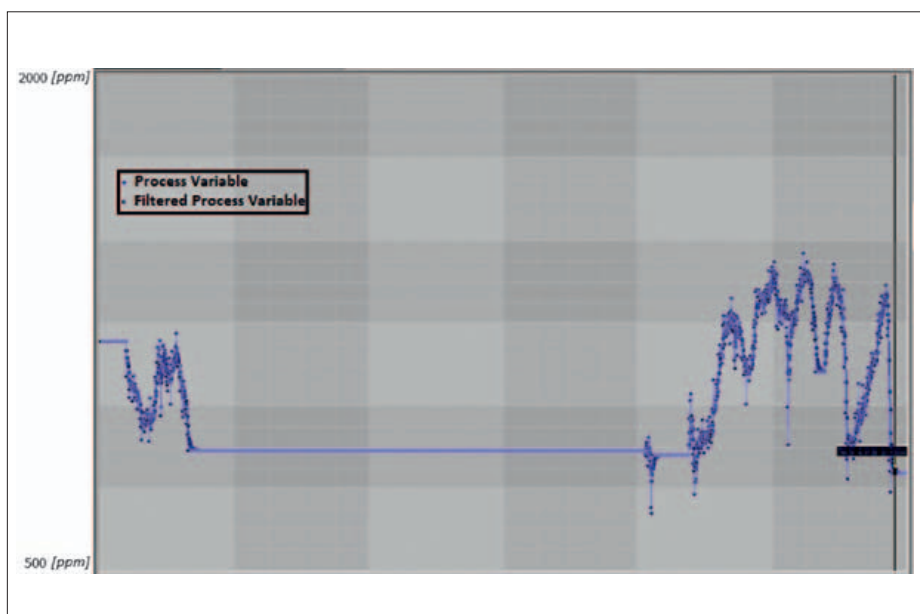 2000 [ppm]
Process Variable
Filtered Process Variable
500 [ppm]